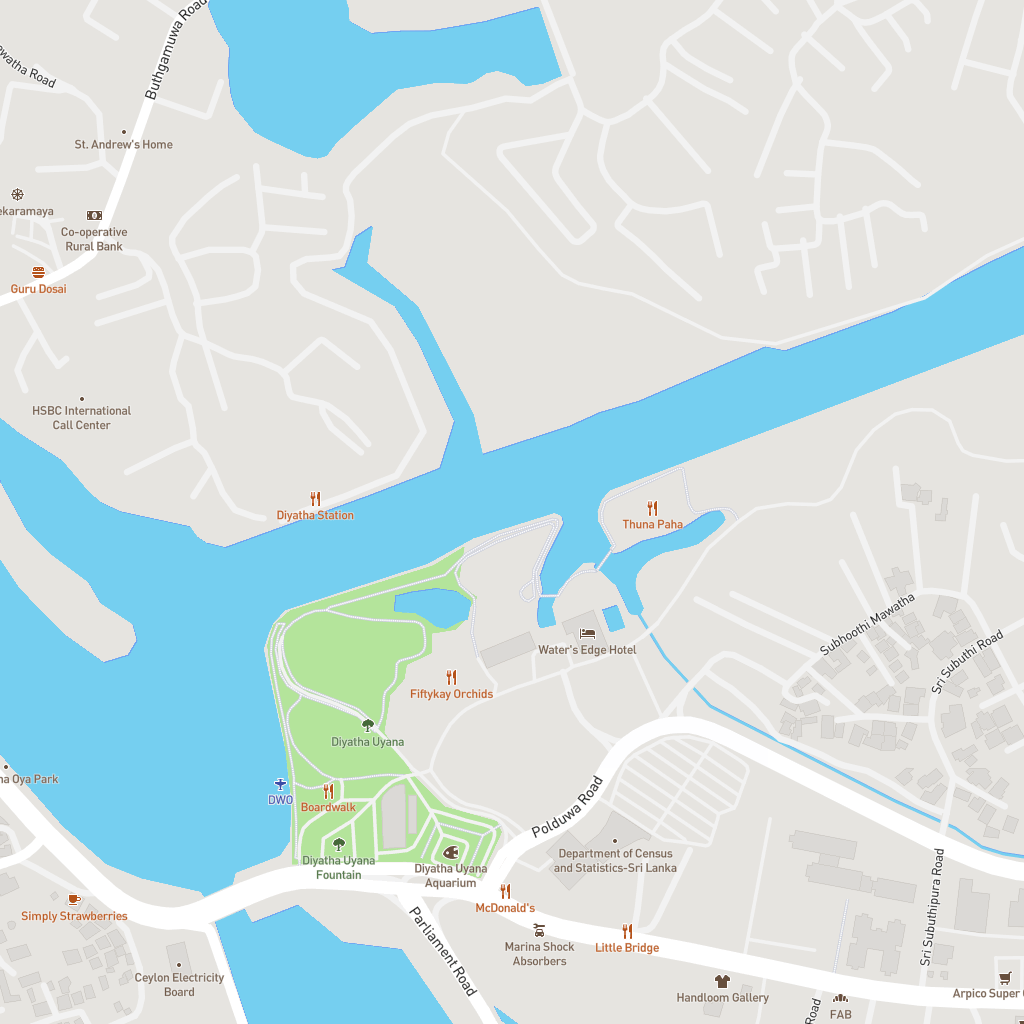 Buthgamuwa Road
watha Road
St. Andrew's Home
ekaramaya
Co-operative
Rural Bank
Guru Dosai
HSBC International
Call Center
Diyatha Station
Thuna Paha
Subhoothi Mawatha
Sri Subuthi Road
Water's Edge Hotel
Fiftykay Orchids
Diyatha Uyana
na Oya Park
DWO
Boardwalk
Polduwa Road
Diyatha Uyana
Fountain
Diyatha Uyana
Aquarium
Department of Census
and Statistics-Sri Lanka
Sri Subuthipura Road
McDonald's
Simply Strawberries
Parliament Road
Marina Shock
Absorbers
Little Bridge
Ceylon Electricity
Board
Handloom Gallery
Arpico Super
Road
FAB